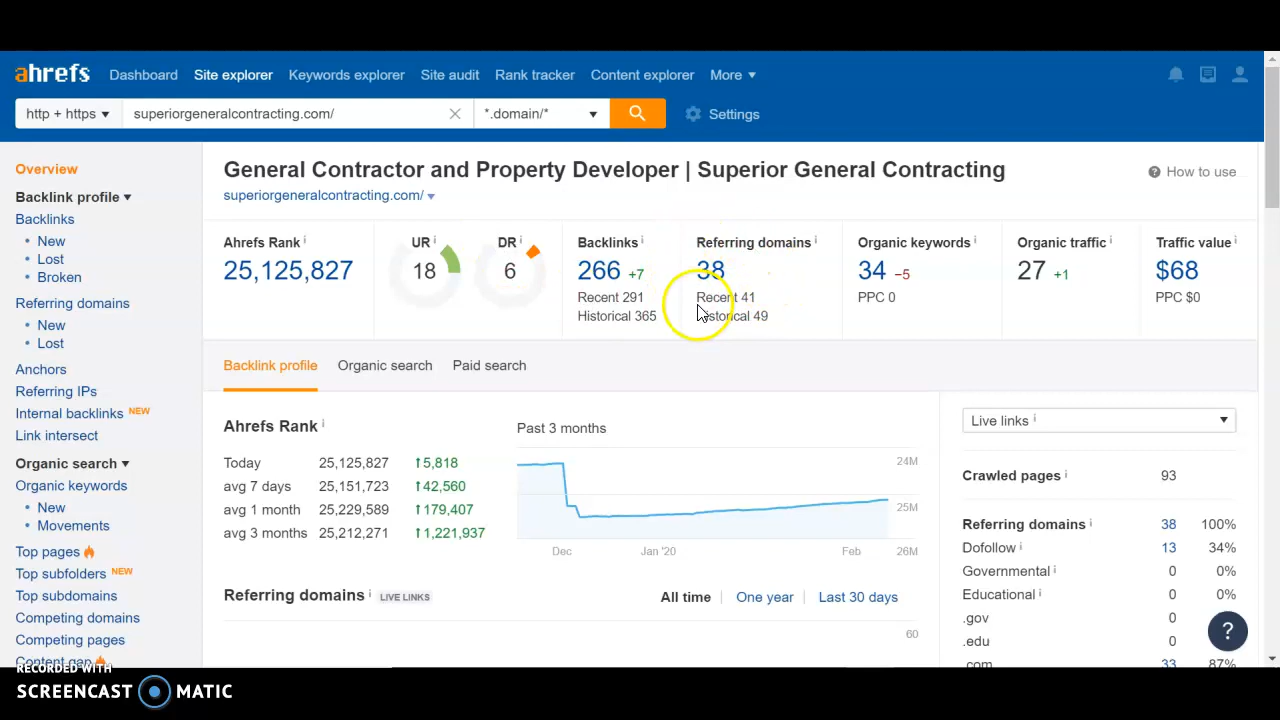 ahrefs Dashboard Site explorer Keywords explorer Site audit Rank tracker Content explorer More
http + https superiorgeneralcontracting.com/ *.domain/* Settings
Overview
Backlink profile
Backlinks
New
Lost
Broken
Referring domains
New
Lost
Anchors
Referring IPs
Internal backlinks NEW
Link intersect
Organic search
Organic keywords
New
Movements
Top pages
Top subfolders NEW
Top subdomains
Competing domains
Competing pages
Content gap
General Contractor and Property Developer | Superior General Contracting
How to use
superiorgeneralcontracting.com/
Ahrefs Rank UR DR Backlinks Referring domains Organic keywords Organic traffic Traffic value
25,125,827 18 6 266 +7 38 34 −5 27 +1 $68
Recent 291 Recent 41 PPC 0 PPC $0
Historical 365 Historical 49
Backlink profile Organic search Paid search
Ahrefs Rank
Today 25,125,827 ↑5,818
avg 7 days 25,151,723 ↑42,560
avg 1 month 25,229,589 ↑179,407
avg 3 months 25,212,271 ↑1,221,937
Past 3 months
24M
25M
26M
Dec Jan '20 Feb
Referring domains LIVE LINKS All time One year Last 30 days
60
Live links
Crawled pages 93
Referring domains 38 100%
Dofollow 13 34%
Governmental 0 0%
Educational 0 0%
.gov 0 0%
.edu 0 0%
.com 33 87%
?
RECORDED WITH
SCREENCAST MATIC